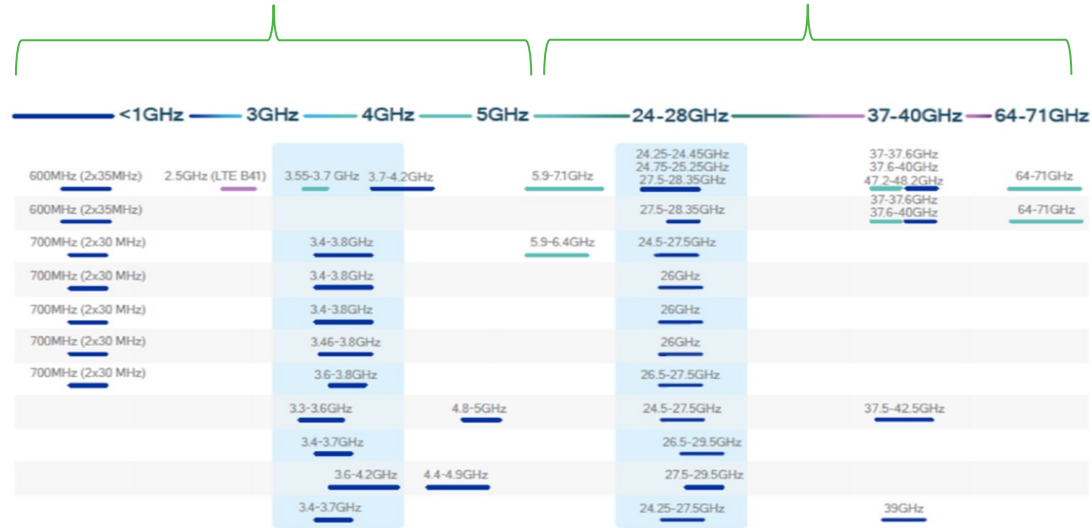 <1GHz 3GHz 4GHz 5GHz 24-28GHz 37-40GHz 64-71GHz
24.25-24.45GHz 37-37.6GHz
24.75-25.25GHz 37.6-40GHz
600MHz (2x35MHz) 2.5GHz (LTE B41) 3.55-3.7 GHz 3.7-4.2GHz 5.9-7.1GHz 27.5-28.35GHz 47.2-48.2GHz 64-71GHz
37-37.6GHz
600MHz (2x35MHz) 27.5-28.35GHz 37.6-40GHz 64-71GHz
700MHz (2x30 MHz) 3.4-3.8GHz 5.9-6.4GHz 24.5-27.5GHz
700MHz (2x30 MHz) 3.4-3.8GHz 26GHz
700MHz (2x30 MHz) 3.4-3.8GHz 26GHz
700MHz (2x30 MHz) 3.46-3.8GHz 26GHz
700MHz (2x30 MHz) 3.6-3.8GHz 26.5-27.5GHz
3.3-3.6GHz 4.8-5GHz 24.5-27.5GHz 37.5-42.5GHz
3.4-3.7GHz 26.5-29.5GHz
3.6-4.2GHz 4.4-4.9GHz 27.5-29.5GHz
3.4-3.7GHz 24.25-27.5GHz 39GHz